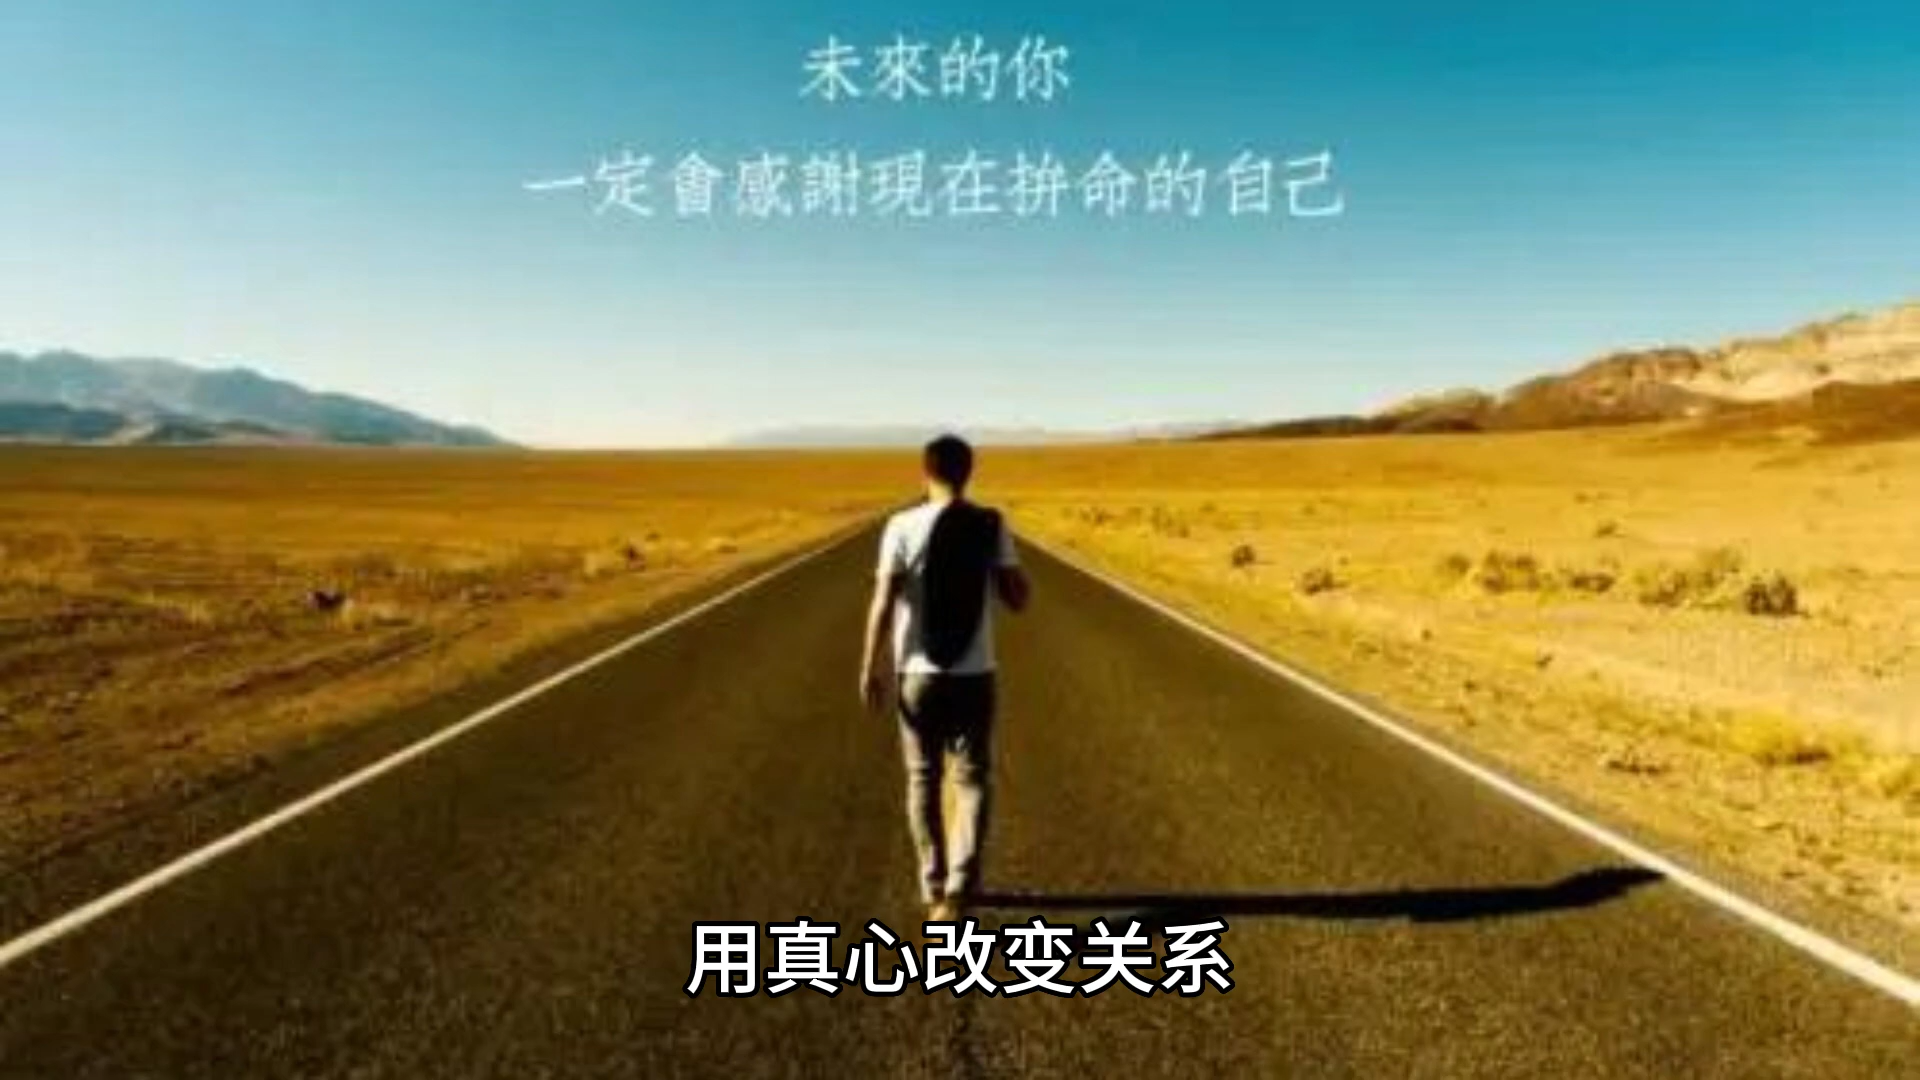 未來的你
一定會感謝現在拚命的自己
用真心改变关系